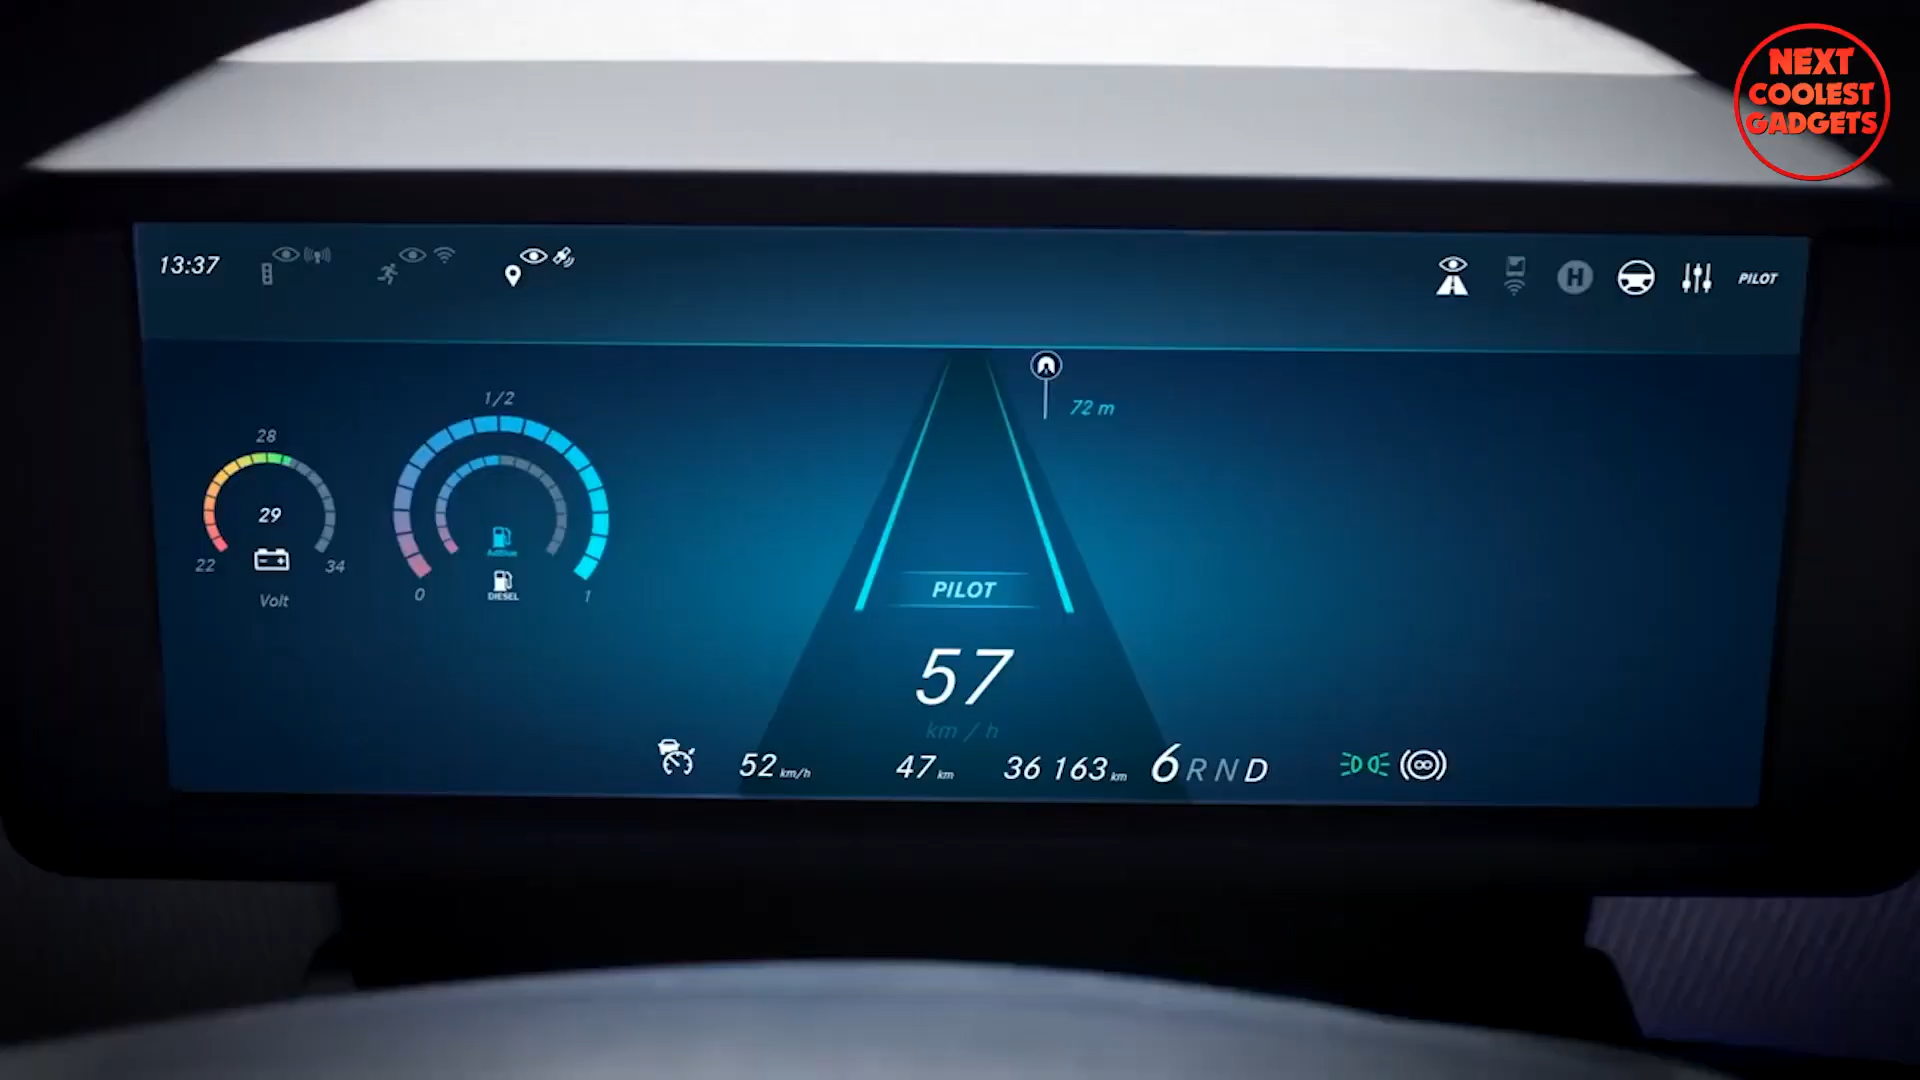 NEXT
COOLEST
GADGETS
13:37
H
PILOT
72 m
1/2
28
29
22
34
Volt
AdBlue
DIESEL
0
1
PILOT
57
km / h
52 km/h
47 km
36 163 km
6 R N D